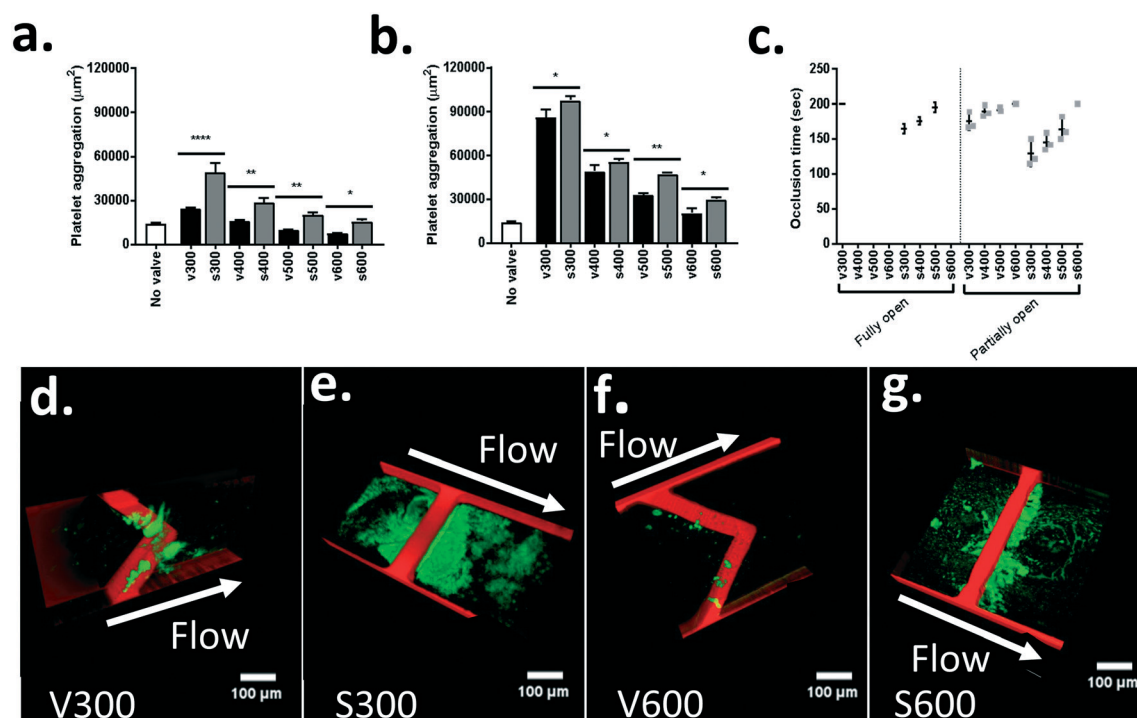 a.
120000
90000
60000
30000
0
Platelet aggregation (µm²)
****
**
**
*
No valve
v300
s300
v400
s400
v500
s500
v600
s600
b.
120000
90000
60000
30000
0
Platelet aggregation (µm²)
*
*
**
*
No valve
v300
s300
v400
s400
v500
s500
v600
s600
c.
250
200
150
100
50
0
Occlusion time (sec)
v300
v400
v500
v600
s300
s400
s500
s600
v300
v400
v500
v600
s300
s400
s500
s600
Fully open
Partially open
d.
Flow
100 µm
V300
e.
Flow
100 µm
S300
f.
Flow
100 µm
V600
g.
Flow
100 µm
S600